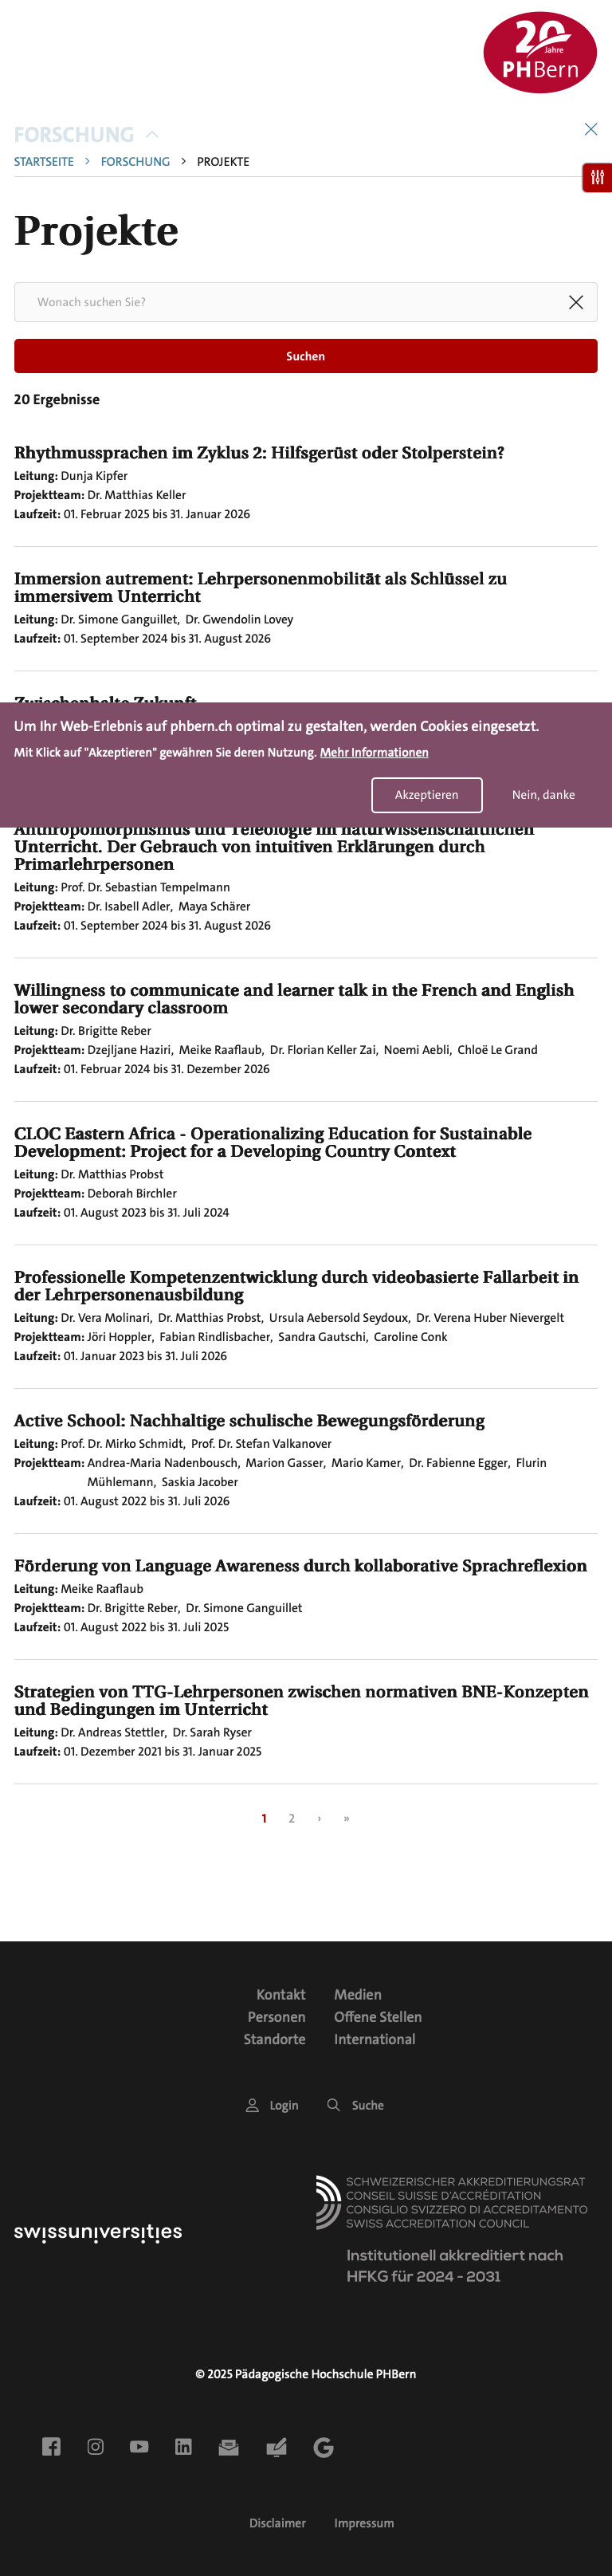 20
Jahre
PHBern
FORSCHUNG
STARTSEITE > FORSCHUNG > PROJEKTE
Projekte
Wonach suchen Sie?
Suchen
20 Ergebnisse
Rhythmussprachen im Zyklus 2: Hilfsgerüst oder Stolperstein?
Leitung: Dunja Kipfer
Projektteam: Dr. Matthias Keller
Laufzeit: 01. Februar 2025 bis 31. Januar 2026
Immersion autrement: Lehrpersonenmobilität als Schlüssel zu
immersivem Unterricht
Leitung: Dr. Simone Ganguillet, Dr. Gwendolin Lovey
Laufzeit: 01. September 2024 bis 31. August 2026
Um Ihr Web-Erlebnis auf phbern.ch optimal zu gestalten, werden Cookies eingesetzt.
Mit Klick auf "Akzeptieren" gewähren Sie deren Nutzung. Mehr Informationen
Akzeptieren
Nein, danke
Anthropomorphismus und Teleologie im naturwissenschaftlichen
Unterricht. Der Gebrauch von intuitiven Erklärungen durch
Primarlehrpersonen
Leitung: Prof. Dr. Sebastian Tempelmann
Projektteam: Dr. Isabell Adler, Maya Schärer
Laufzeit: 01. September 2024 bis 31. August 2026
Willingness to communicate and learner talk in the French and English
lower secondary classroom
Leitung: Dr. Brigitte Reber
Projektteam: Dzejljane Haziri, Meike Raaflaub, Dr. Florian Keller Zai, Noemi Aebli, Chloë Le Grand
Laufzeit: 01. Februar 2024 bis 31. Dezember 2026
CLOC Eastern Africa - Operationalizing Education for Sustainable
Development: Project for a Developing Country Context
Leitung: Dr. Matthias Probst
Projektteam: Deborah Birchler
Laufzeit: 01. August 2023 bis 31. Juli 2024
Professionelle Kompetenzentwicklung durch videobasierte Fallarbeit in
der Lehrpersonenausbildung
Leitung: Dr. Vera Molinari, Dr. Matthias Probst, Ursula Aebersold Seydoux, Dr. Verena Huber Nievergelt
Projektteam: Jöri Hoppler, Fabian Rindlisbacher, Sandra Gautschi, Caroline Conk
Laufzeit: 01. Januar 2023 bis 31. Juli 2026
Active School: Nachhaltige schulische Bewegungsförderung
Leitung: Prof. Dr. Mirko Schmidt, Prof. Dr. Stefan Valkanover
Projektteam: Andrea-Maria Nadenbousch, Marion Gasser, Mario Kamer, Dr. Fabienne Egger, Flurin
Mühlemann, Saskia Jacober
Laufzeit: 01. August 2022 bis 31. Juli 2026
Förderung von Language Awareness durch kollaborative Sprachreflexion
Leitung: Meike Raaflaub
Projektteam: Dr. Brigitte Reber, Dr. Simone Ganguillet
Laufzeit: 01. August 2022 bis 31. Juli 2025
Strategien von TTG-Lehrpersonen zwischen normativen BNE-Konzepten
und Bedingungen im Unterricht
Leitung: Dr. Andreas Stettler, Dr. Sarah Ryser
Laufzeit: 01. Dezember 2021 bis 31. Januar 2025
1 2 › »
Kontakt Medien
Personen Offene Stellen
Standorte International
Login Suche
SCHWEIZERISCHER AKKREDITIERUNGSRAT
CONSEIL SUISSE D'ACCRÉDITATION
CONSIGLIO SVIZZERO DI ACCREDITAMENTO
SWISS ACCREDITATION COUNCIL
swissuniversities
Institutionell akkreditiert nach
HFKG für 2024 - 2031
© 2025 Pädagogische Hochschule PHBern
Disclaimer Impressum